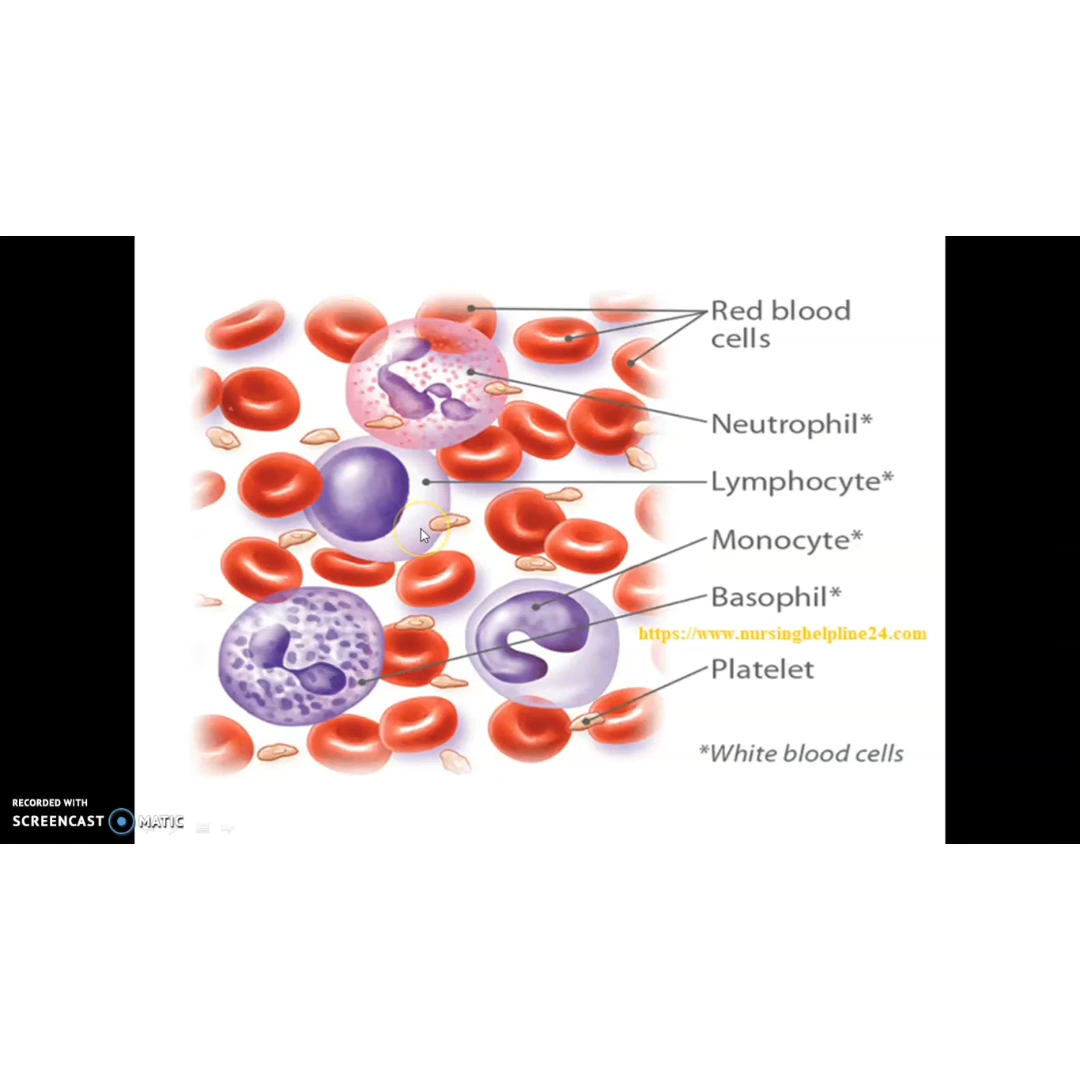 Red blood
cells
Neutrophil*
Lymphocyte*
Monocyte*
Basophil*
https://www.nursinghelpline24.com
Platelet
*White blood cells
RECORDED WITH
SCREENCAST MATIC